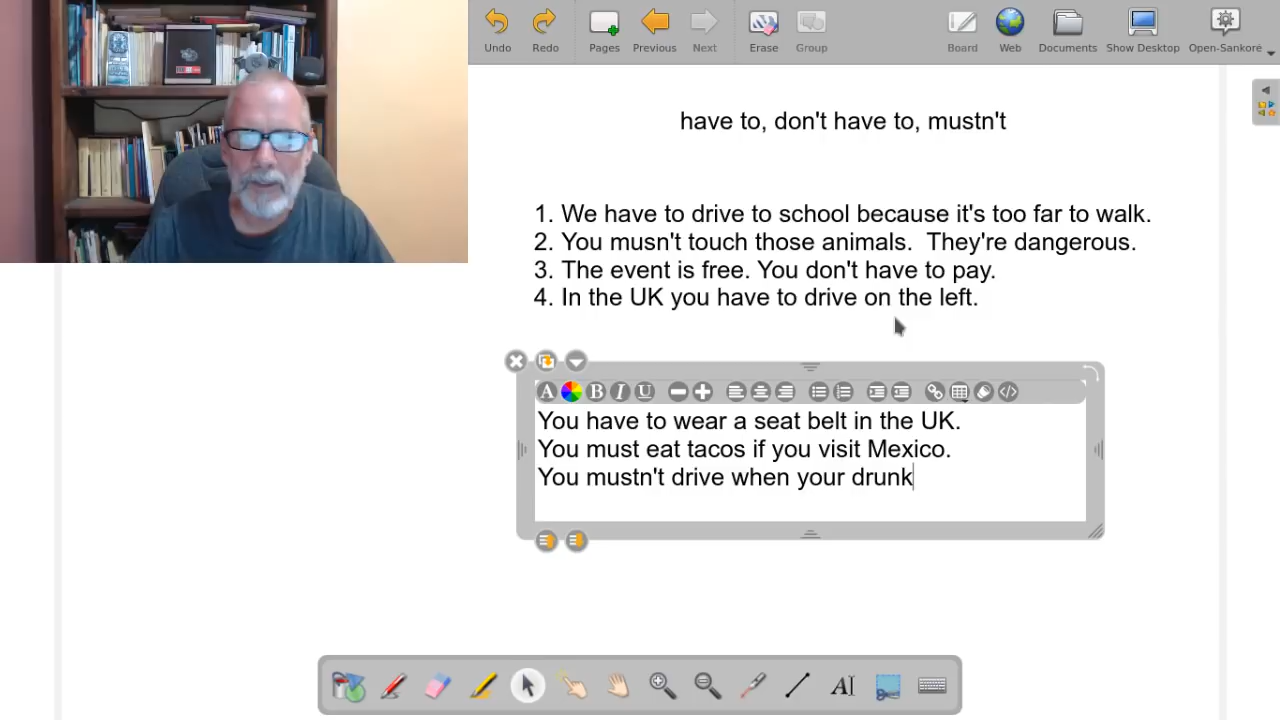 Undo
Redo
Pages
Previous
Next
Erase
Group
Board
Web
Documents
Show Desktop
Open-Sankoré
have to, don't have to, mustn't
1. We have to drive to school because it's too far to walk.
2. You musn't touch those animals.  They're dangerous.
3. The event is free. You don't have to pay.
4. In the UK you have to drive on the left.
You have to wear a seat belt in the UK.
You must eat tacos if you visit Mexico.
You mustn't drive when your drunk